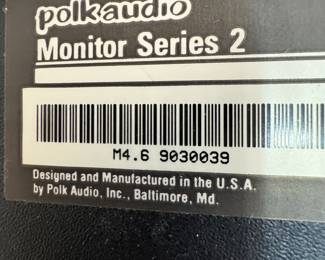 polkaudio
Monitor Series 2
M4.6 9030039
Designed and Manufactured in the U.S.A.
by Polk Audio, Inc., Baltimore, Md.